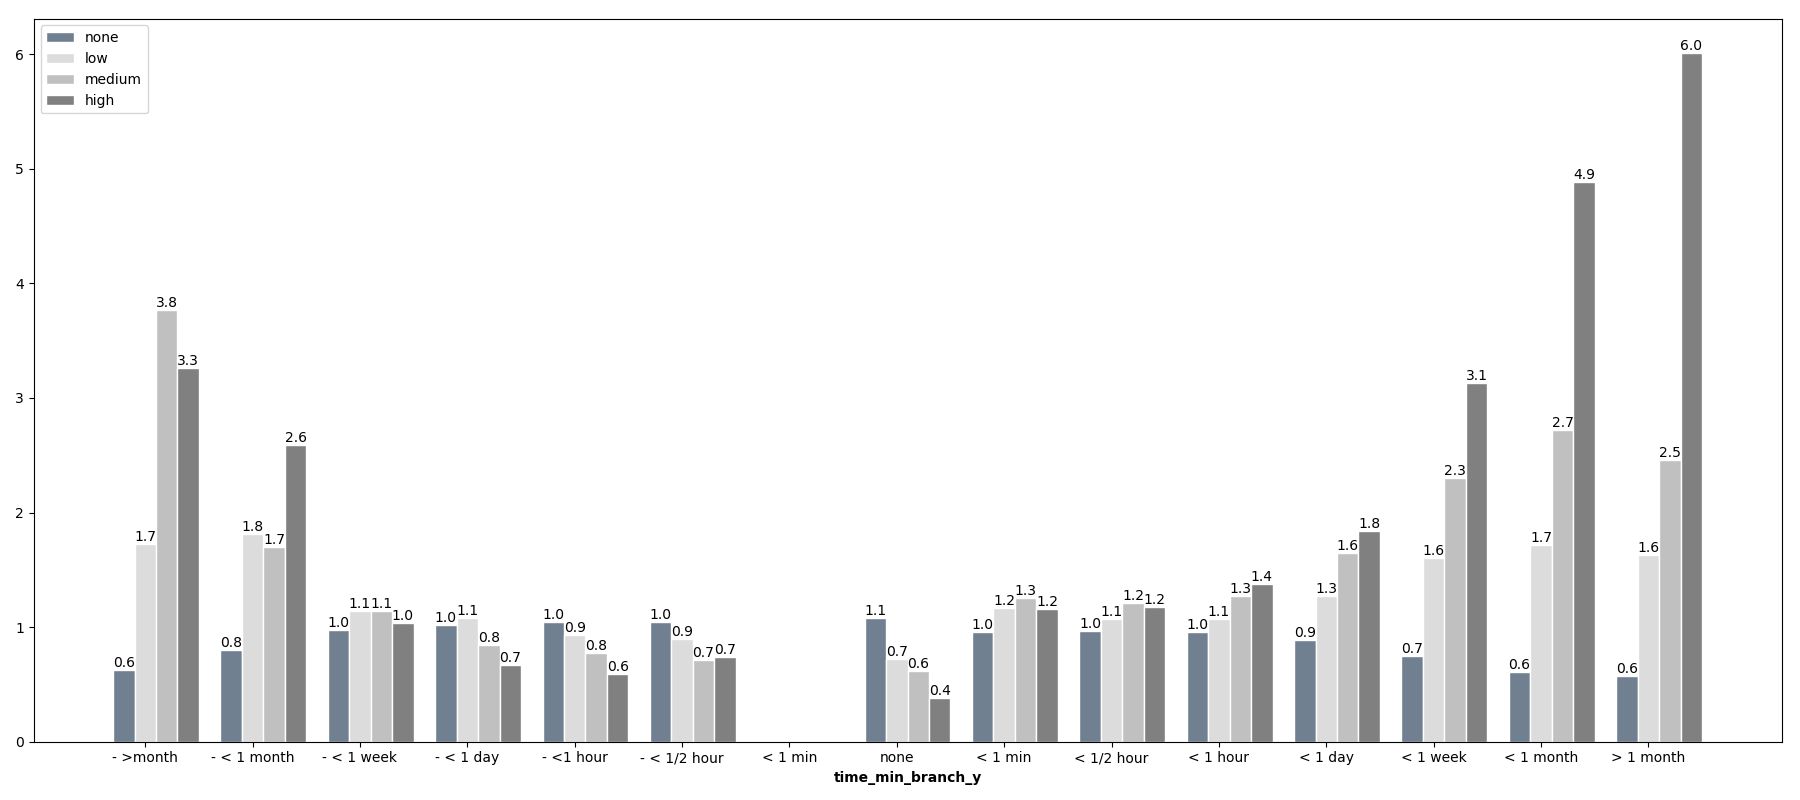 none
low
medium
high
6
5
4
3
2
1
0
0.6 1.7 3.8 3.3
0.8 1.8 1.7 2.6
1.0 1.1 1.1 1.0
1.0 1.1 0.8 0.7
1.0 0.9 0.8 0.6
1.0 0.9 0.7 0.7
1.1 0.7 0.6 0.4
1.0 1.2 1.3 1.2
1.0 1.1 1.2 1.2
1.0 1.1 1.3 1.4
0.9 1.3 1.6 1.8
0.7 1.6 2.3 3.1
0.6 1.7 2.7 4.9
0.6 1.6 2.5 6.0
- >month - < 1 month - < 1 week - < 1 day - <1 hour - < 1/2 hour < 1 min none < 1 min < 1/2 hour < 1 hour < 1 day < 1 week < 1 month > 1 month
time_min_branch_y